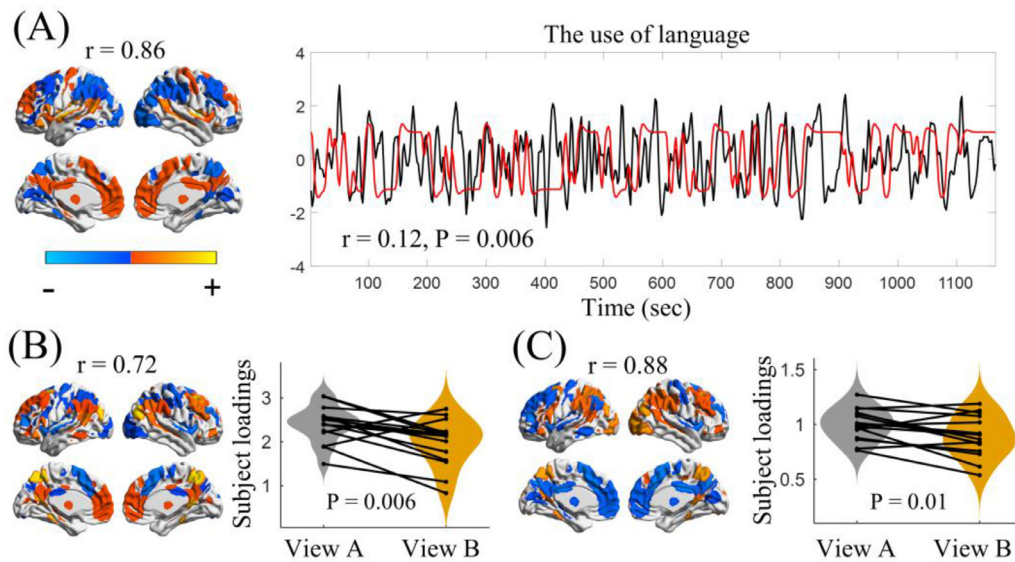 (A)
r = 0.86
- +
The use of language
4
2
0
-2
-4
r = 0.12, P = 0.006
100 200 300 400 500 600 700 800 900 1000 1100
Time (sec)
(B)
r = 0.72
Subject loadings
3
2
1
P = 0.006
View A View B
(C)
r = 0.88
Subject loadings
1.5
1
0.5
P = 0.01
View A View B